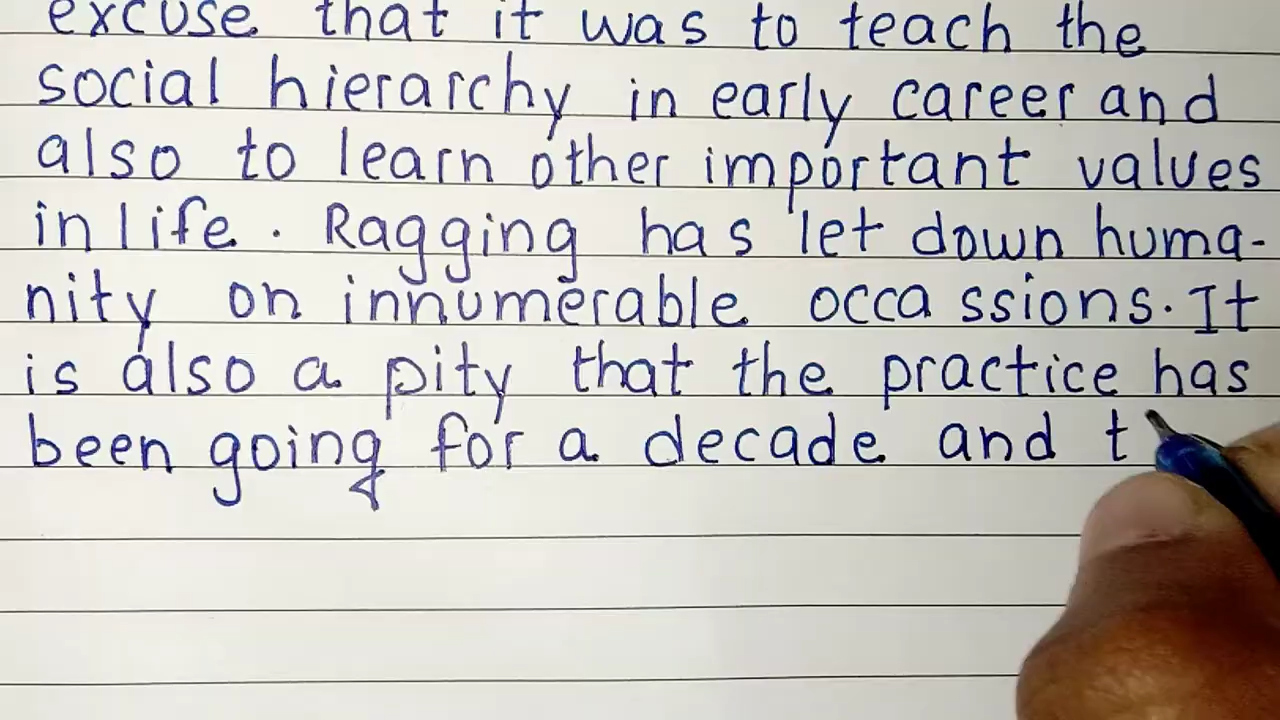 excuse that it was to teach the
social hierarchy in early career and
also to learn other important values
in life. Ragging has let down huma-
nity on innumerable occa ssions. It
is also a pity that the practice has
been going for a decade and t